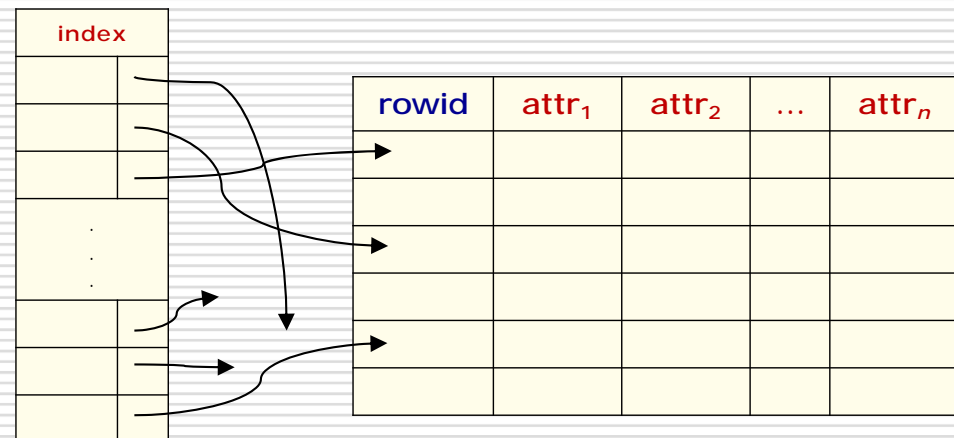 index
rowid attr₁ attr₂ ... attrₙ
.
.
.